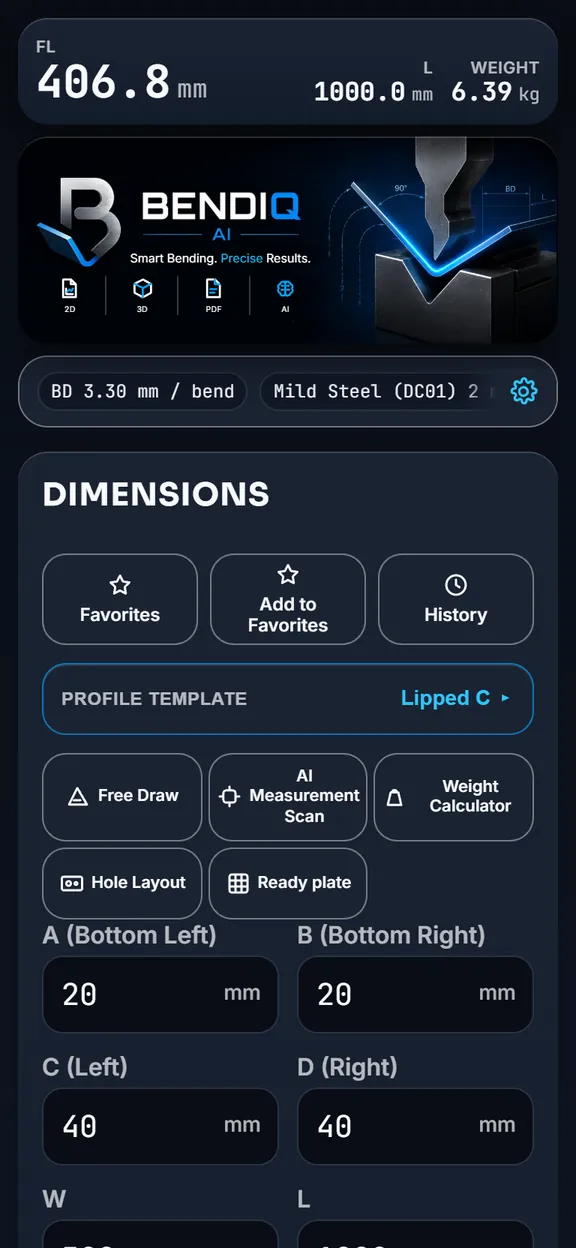 FL
406.8 mm
L
1000.0 mm
WEIGHT
6.39 kg
BENDIQ
AI
Smart Bending. Precise Results.
2D
3D
PDF
AI
90°
BD
L
BD 3.30 mm / bend
Mild Steel (DC01) 2
DIMENSIONS
Favorites
Add to
Favorites
History
PROFILE TEMPLATE
Lipped C ▸
Free Draw
AI
Measurement
Scan
Weight
Calculator
Hole Layout
Ready plate
A (Bottom Left)
B (Bottom Right)
20 mm
20 mm
C (Left)
D (Right)
40 mm
40 mm
W
L